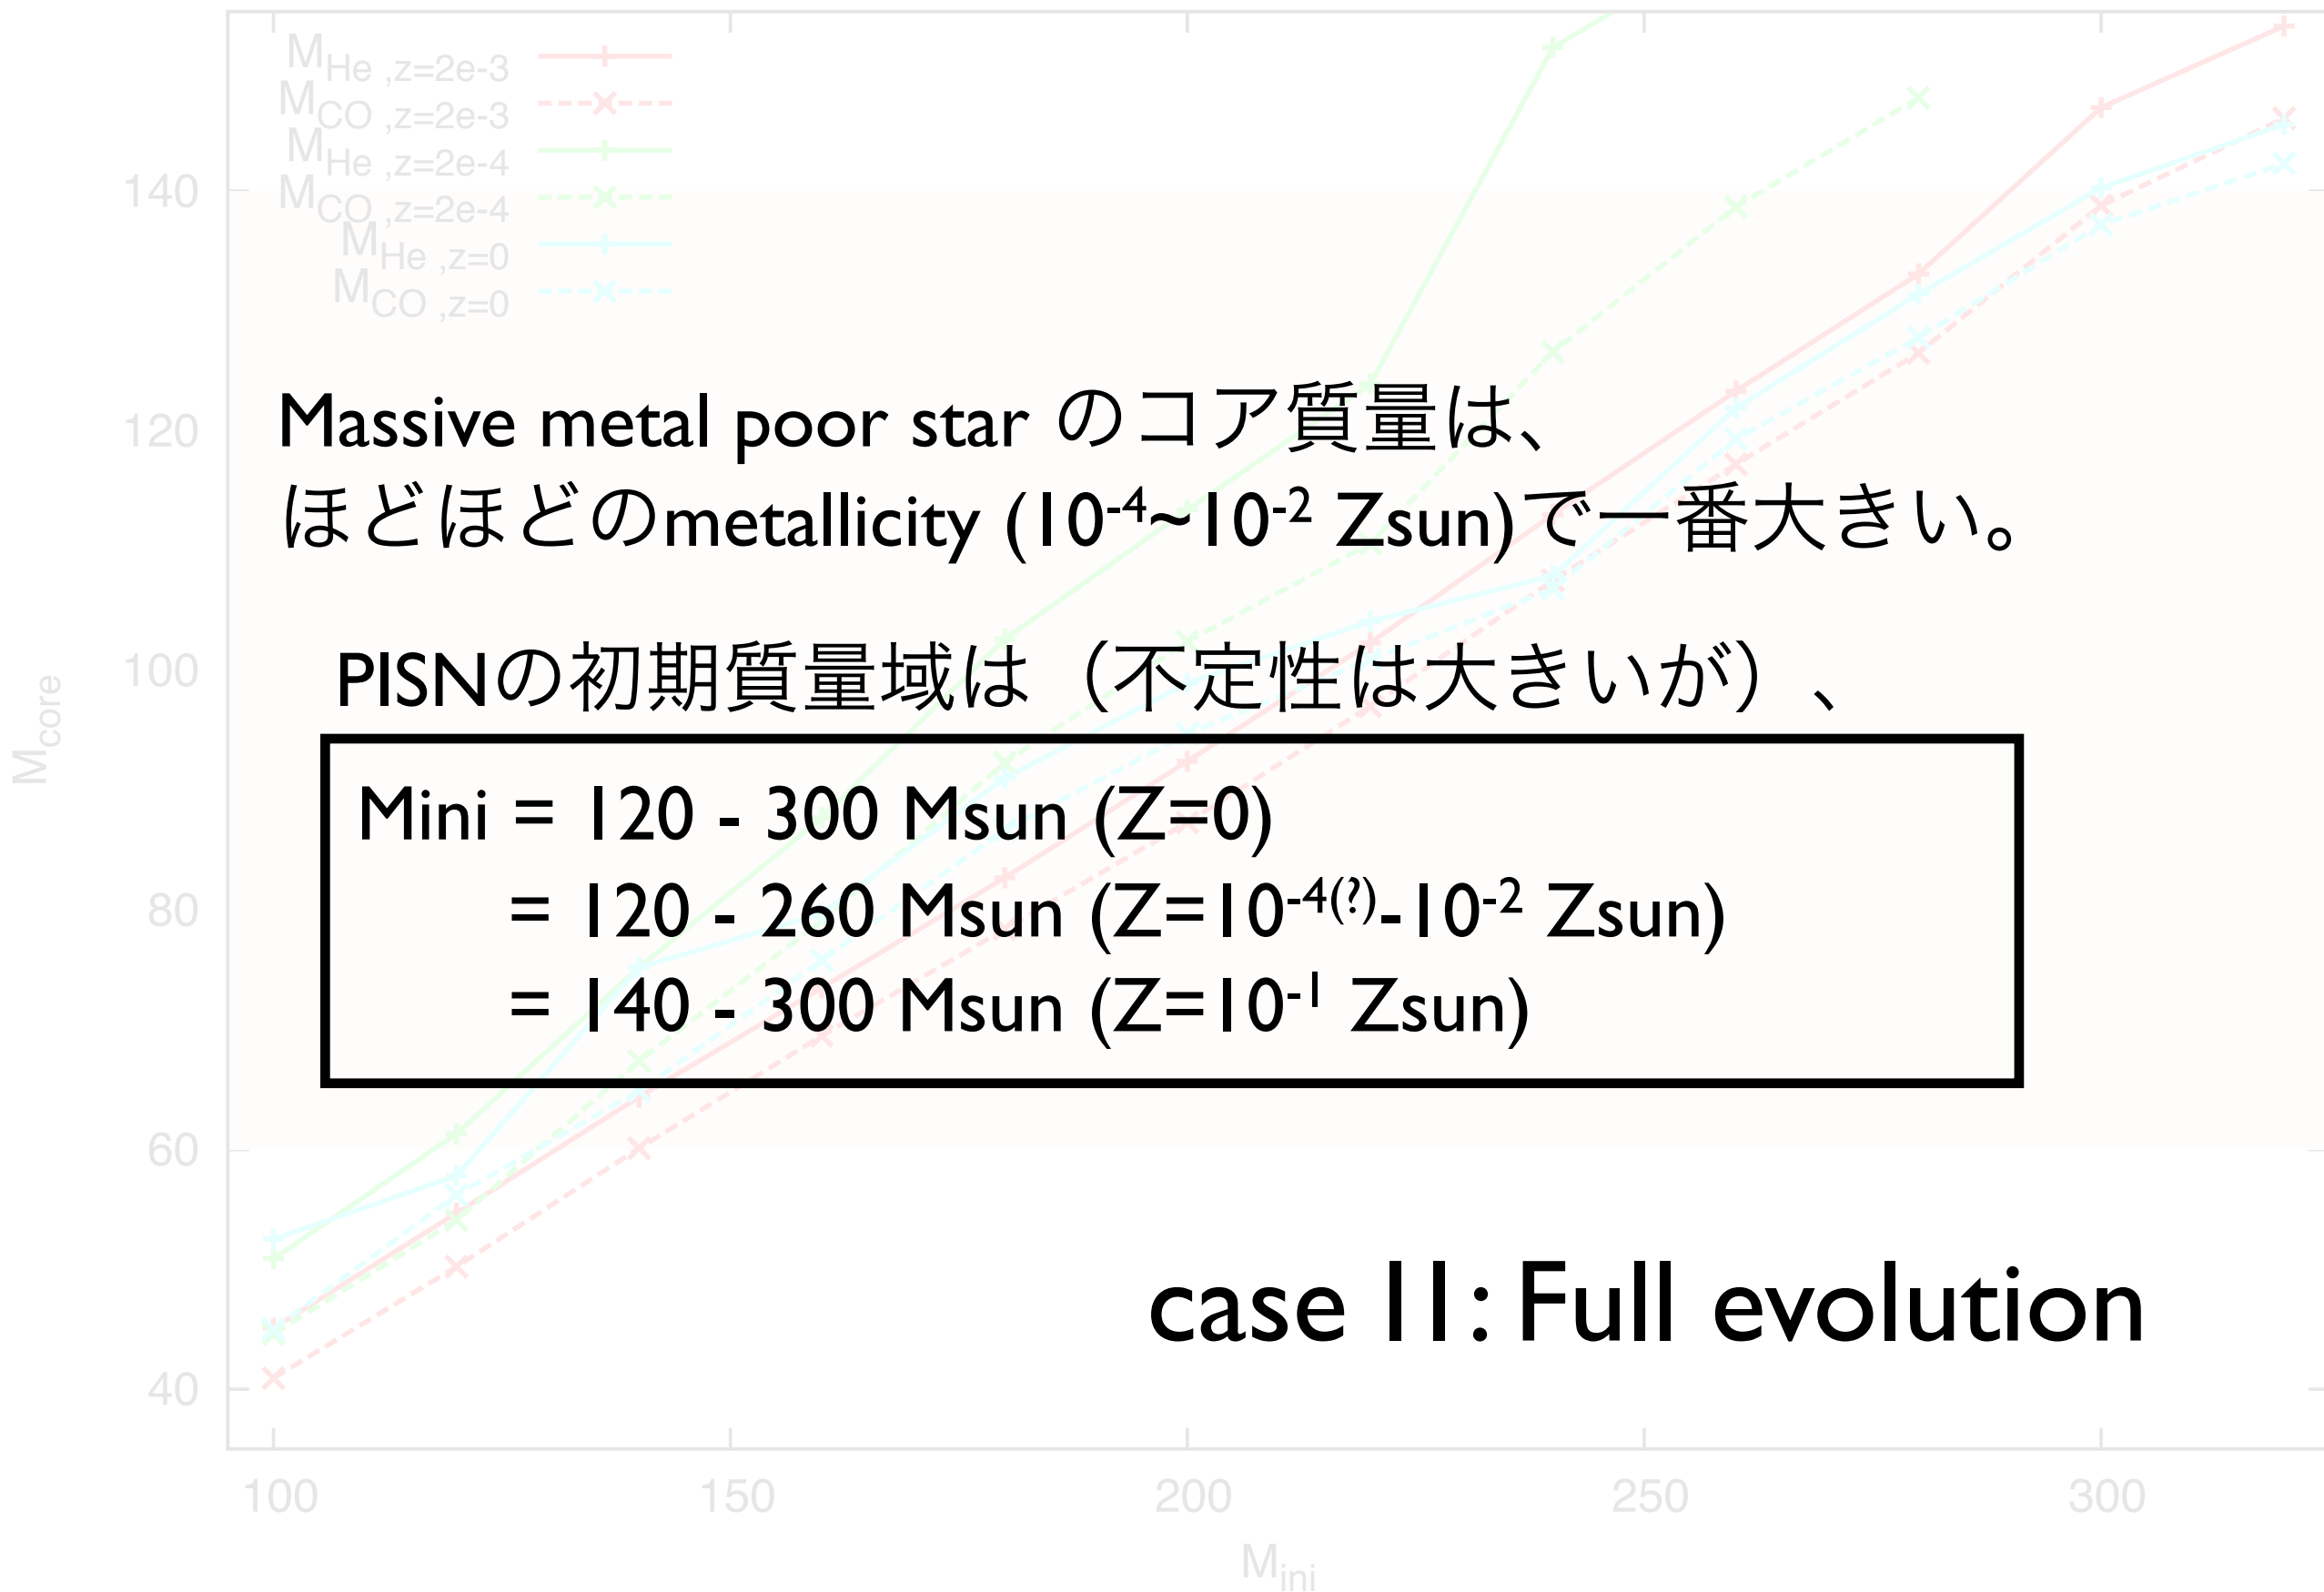 M_He ,z=2e-3
M_CO ,z=2e-3
M_He ,z=2e-4
M_CO ,z=2e-4
M_He ,z=0
M_CO ,z=0
140
120
100
80
60
40
M_core
Massive metal poor star のコア質量は、
ほどほどのmetallicity (10^-4 ~10^-2 Zsun)で一番大きい。
PISNの初期質量域は（不定性は大きいが）、
Mini = 120 - 300 Msun (Z=0)
= 120 - 260 Msun (Z=10^-4(?)-10^-2 Zsun)
= 140 - 300 Msun (Z=10^-1 Zsun)
case II: Full evolution
100 150 200 250 300
M_ini